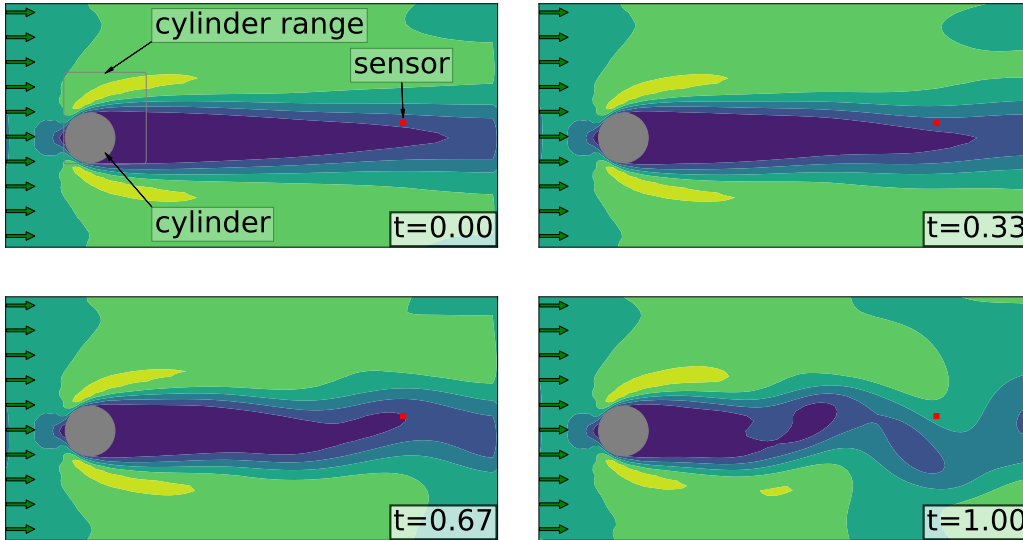 cylinder range
sensor
cylinder
t=0.00
t=0.33
t=0.67
t=1.00